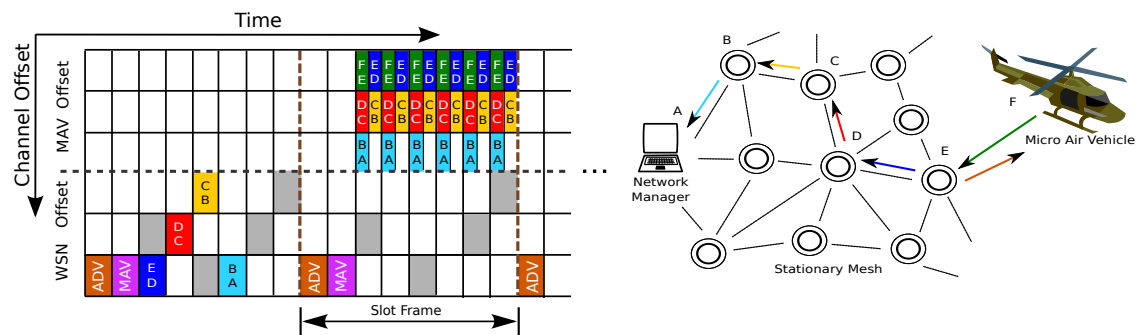 Time
Channel Offset
MAV Offset
WSN Offset
F E F E F E F E F E F E
E D E D E D E D E D E D
D C D C D C D C D C D C
C B C B C B C B C B C B
B B B B B B
A A A A A A
C
B
D
C
ADV
MAV
E
D
B
A
ADV
MAV
ADV
Slot Frame
...
B
C
A
D
E
F
Micro Air Vehicle
Network
Manager
Stationary Mesh